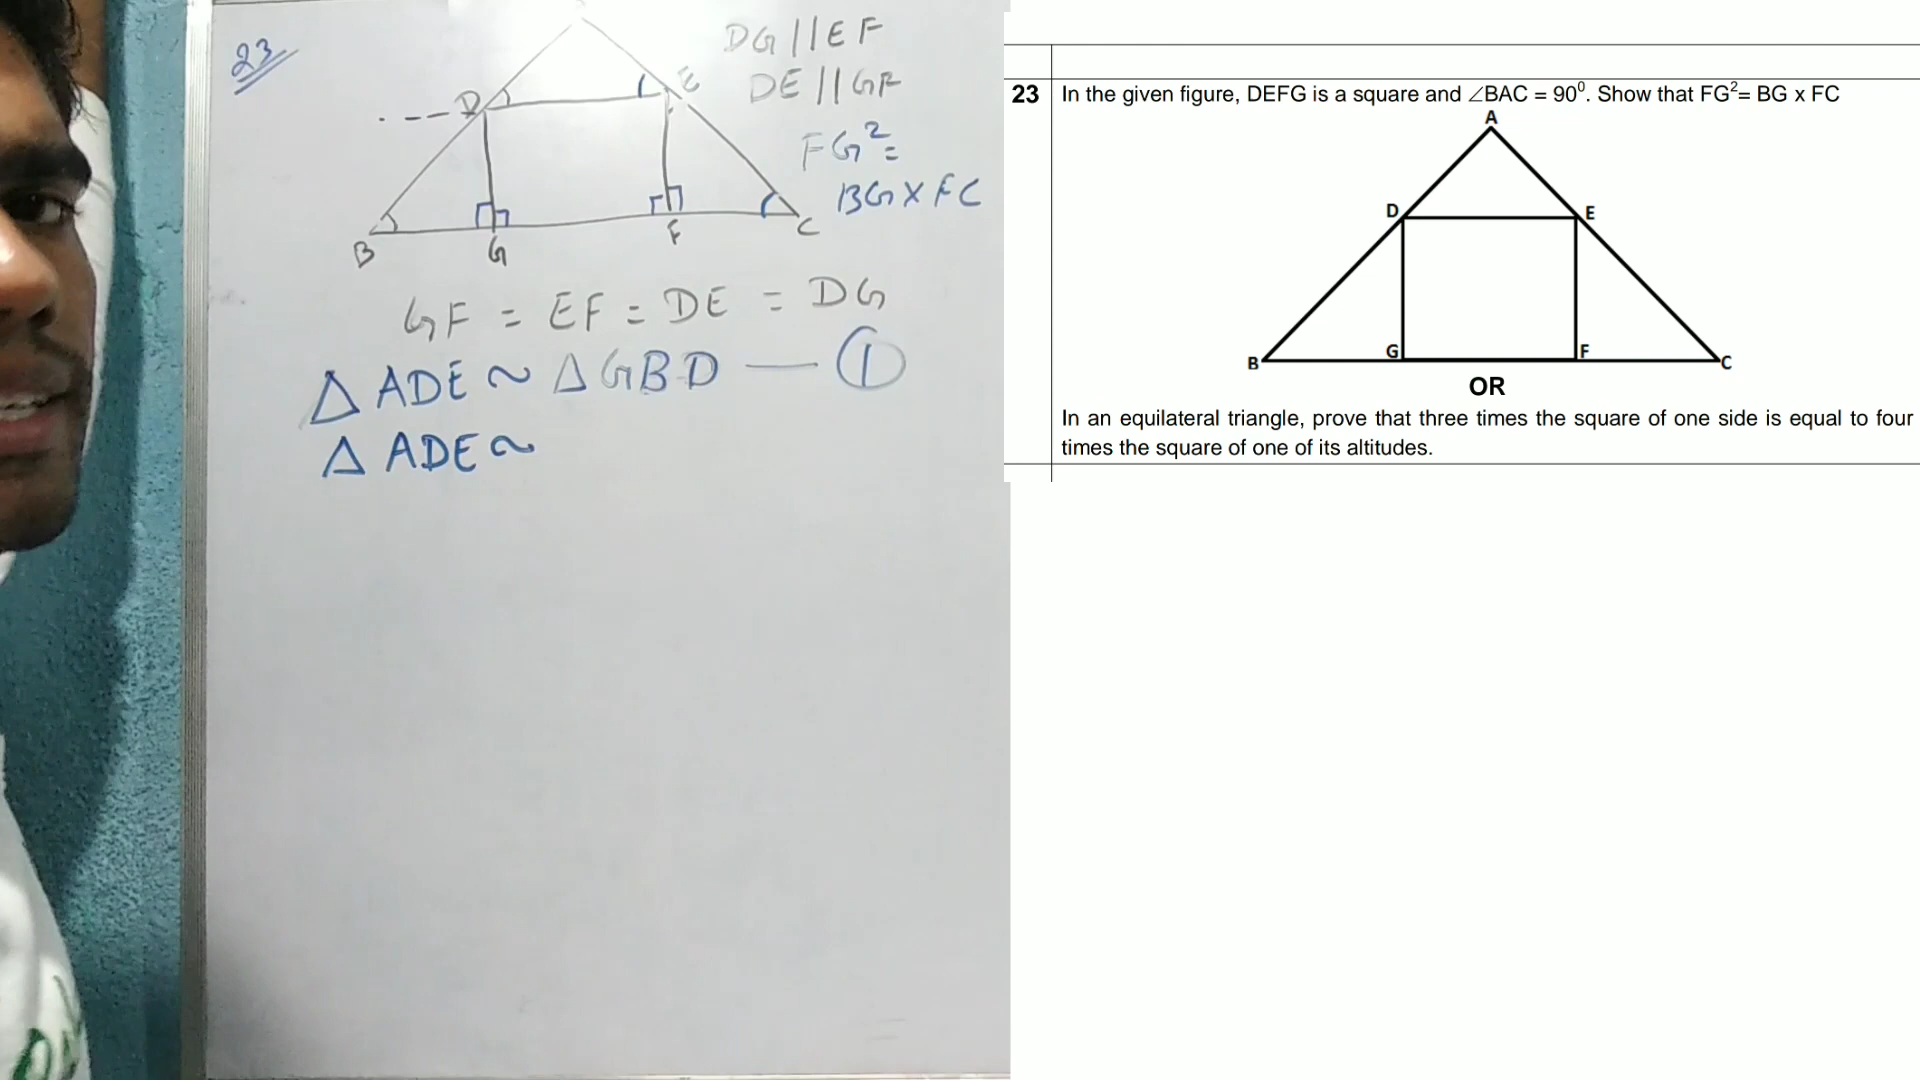 23
DG || EF
D
E
DE || GF
FG² =
BG X FC
B
G
F
C
GF = EF = DE = DG
△ ADE ~ △ GBD — ①
△ ADE ~
23 In the given figure, DEFG is a square and ∠BAC = 90⁰. Show that FG²= BG x FC
A
D
E
B
G
F
C
OR
In an equilateral triangle, prove that three times the square of one side is equal to four
times the square of one of its altitudes.